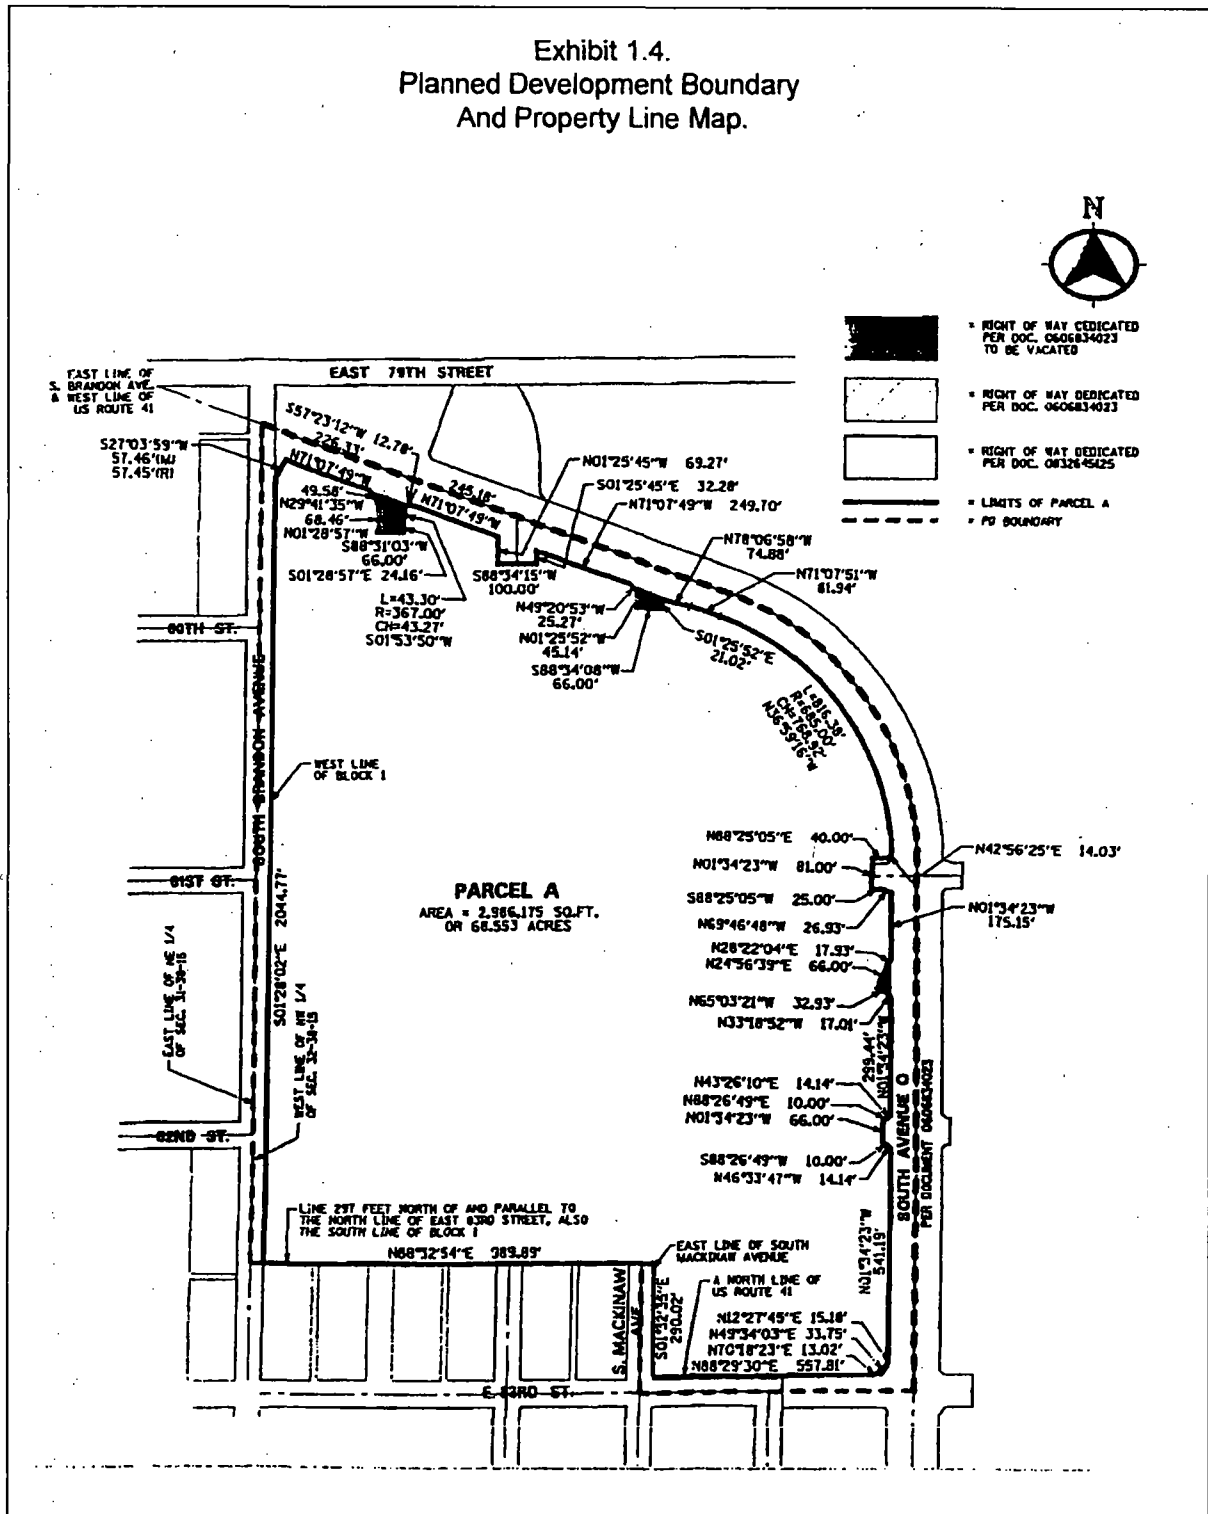 Exhibit 1.4.
Planned Development Boundary
And Property Line Map.
N
= RIGHT OF WAY DEDICATED
PER DOC. 0606834023
TO BE VACATED
= RIGHT OF WAY DEDICATED
PER DOC. 0606834023
= RIGHT OF WAY DEDICATED
PER DOC. 0832645125
= LIMITS OF PARCEL A
= PD BOUNDARY
EAST 79TH STREET
EAST LINE OF
S. BRANDON AVE.
& WEST LINE OF
US ROUTE 41
S27°03'59"W
57.46'(M)
57.45'(R)
S57°23'12"W 12.78'
226.33'
N71°07'49"W
245.18'
N71°07'49"W
49.58'
N29°41'35"W
68.46'
N01°28'57"W
S88°31'03"W
66.00'
S01°28'57"E 24.16'
L=43.30'
R=367.00'
CH=43.27'
S01°53'50"W
N01°25'45"W 69.27'
S01°25'45"E 32.28'
N71°07'49"W 249.70'
S88°34'15"W
100.00'
N78°06'58"W
74.88'
N71°07'51"W
81.94'
N49°20'53"W
25.27'
N01°25'52"W
45.14'
S88°34'08"W
66.00'
S01°25'52"E
21.02'
L=816.38'
R=685.00'
CH=768.92'
N36°59'16"W
80TH ST.
SOUTH BRANDON AVENUE
WEST LINE
OF BLOCK 1
N88°25'05"E 40.00'
N42°56'25"E 14.03'
N01°34'23"W 81.00'
S88°25'05"W 25.00'
N01°34'23"W
175.15'
N69°46'48"W 26.93'
N28°22'04"E 17.93'
N24°56'39"E 66.00'
N65°03'21"W 32.93'
N33°18'52"W 17.01'
81ST ST.
PARCEL A
AREA = 2,986,175 SQ.FT.
OR 68.553 ACRES
S01°28'02"E 2044.77'
EAST LINE OF NE 1/4
OF SEC. 31-38-15
WEST LINE OF NW 1/4
OF SEC. 32-38-15
N01°34'23"W
299.44'
N43°26'10"E 14.14'
N88°26'49"E 10.00'
N01°34'23"W 66.00'
S88°26'49"W 10.00'
N46°33'47"W 14.14'
SOUTH AVENUE O
PER DOCUMENT 0606834023
82ND ST.
LINE 297 FEET NORTH OF AND PARALLEL TO
THE NORTH LINE OF EAST 83RD STREET, ALSO
THE SOUTH LINE OF BLOCK 1
N88°32'54"E 989.89'
EAST LINE OF SOUTH
MACKINAW AVENUE
N01°34'23"W
541.19'
S. MACKINAW
AVE
S01°32'35"E
290.02'
A NORTH LINE OF
US ROUTE 41
N12°27'45"E 15.18'
N49°34'03"E 33.75'
N70°18'23"E 13.02'
N88°29'30"E 557.81'
E. 83RD ST.